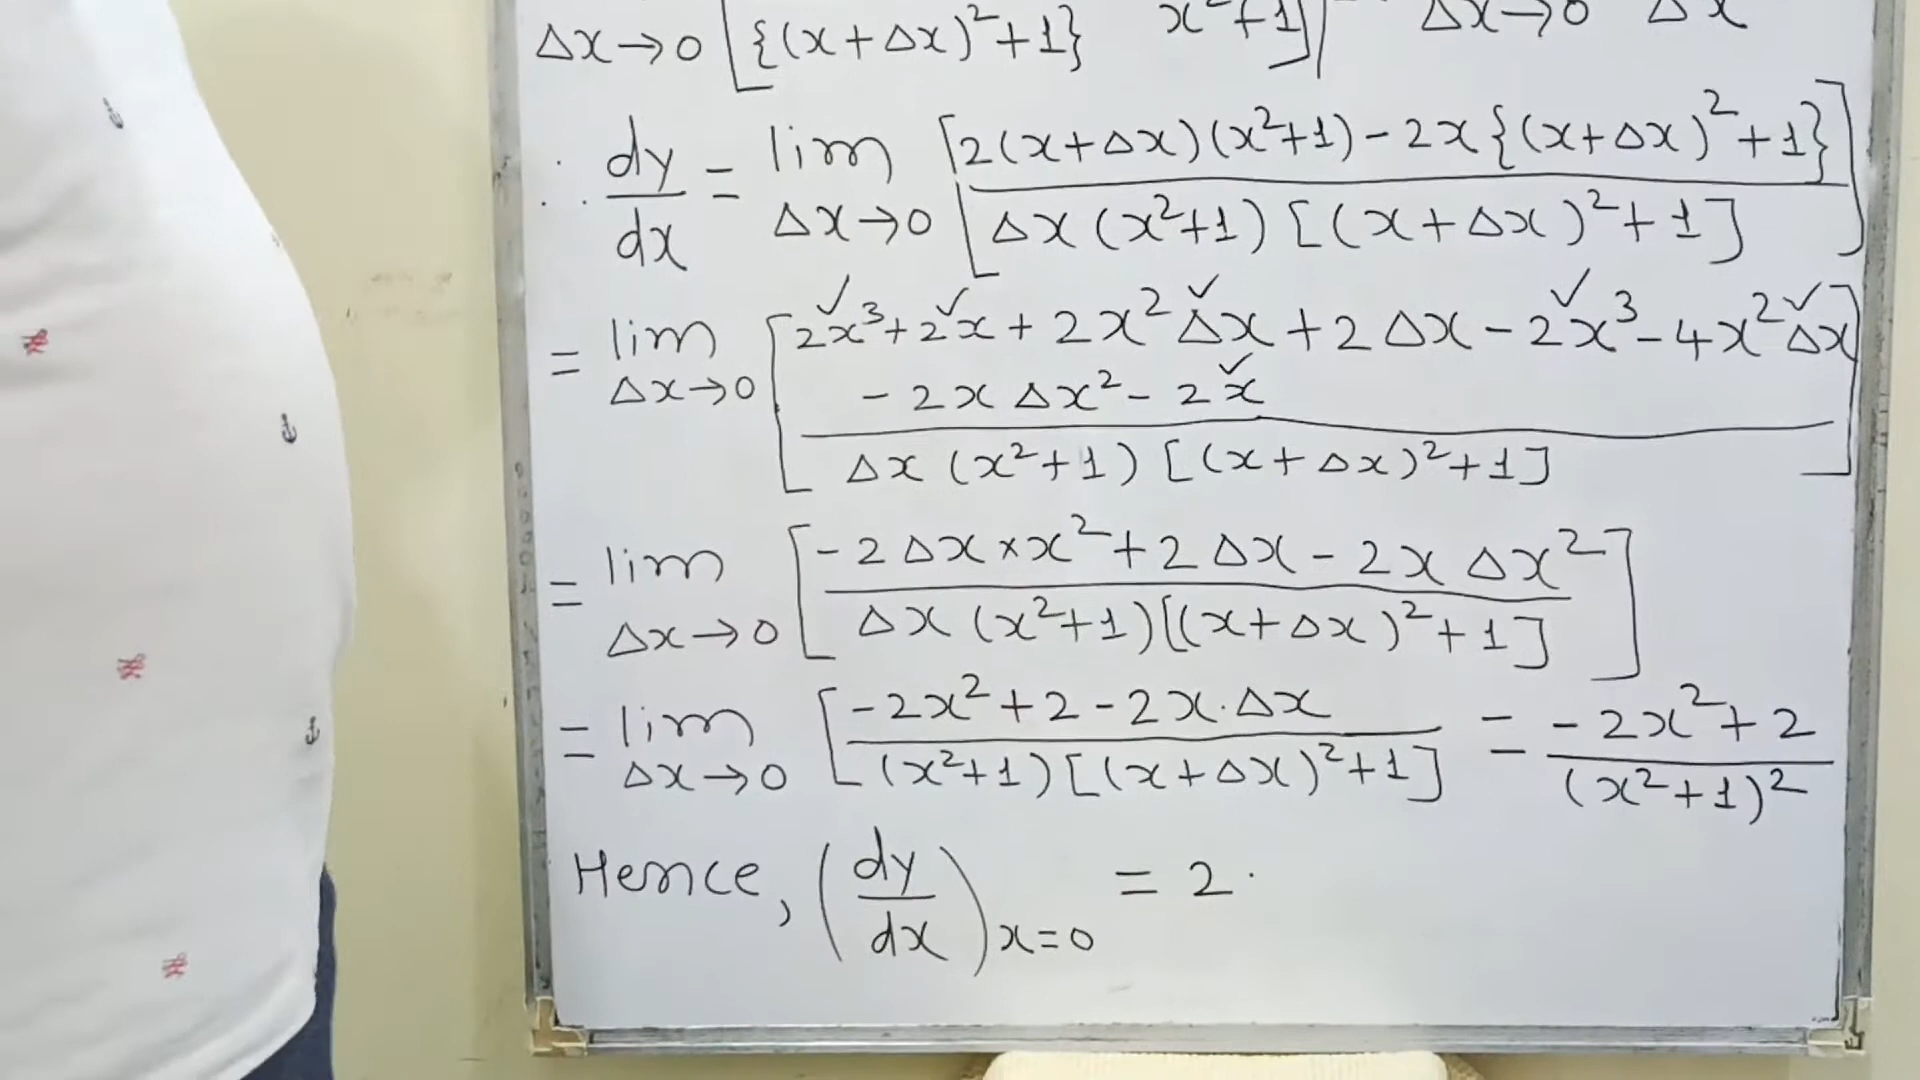 Δx→0 [{(x+Δx)²+1} x²+1] Δx→0 Δx
∴ dy/dx = lim Δx→0 [2(x+Δx)(x²+1)-2x{(x+Δx)²+1} / Δx(x²+1)[(x+Δx)²+1]]
= lim Δx→0 [2x³+2x+2x²Δx+2Δx-2x³-4x²Δx
-2xΔx²-2x / Δx(x²+1)[(x+Δx)²+1]]
= lim Δx→0 [-2Δx×x²+2Δx-2xΔx² / Δx(x²+1)[(x+Δx)²+1]]
= lim Δx→0 [-2x²+2-2x.Δx / (x²+1)[(x+Δx)²+1]] = -2x²+2 / (x²+1)²
Hence, (dy/dx)x=0 = 2.